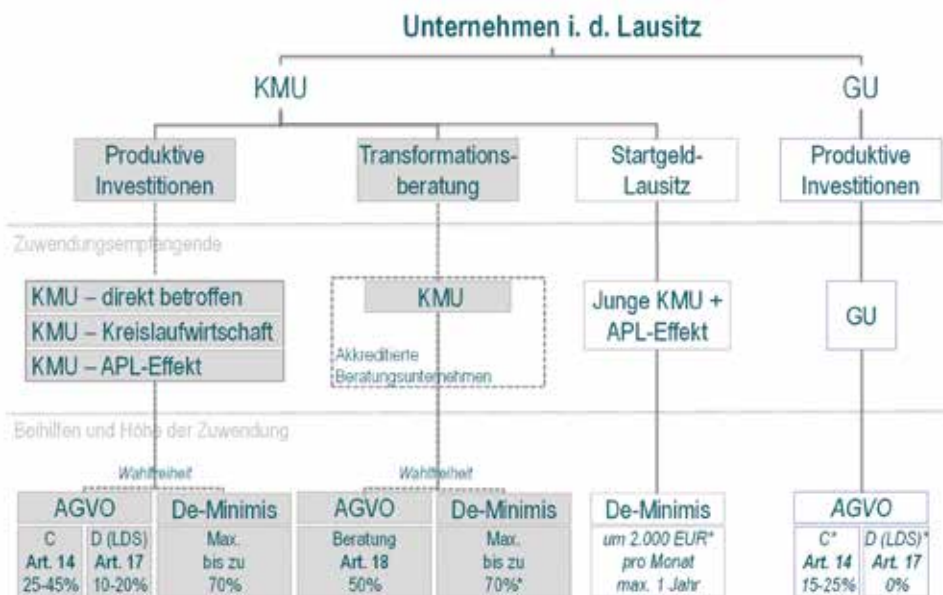 Unternehmen i. d. Lausitz
KMU
GU
Produktive
Investitionen
Transformations-
beratung
Startgeld-
Lausitz
Produktive
Investitionen
Zuwendungsempfangende
KMU – direkt betroffen
KMU – Kreislaufwirtschaft
KMU – APL-Effekt
KMU
Akkreditierte
Beratungsunternehmen
Junge KMU +
APL-Effekt
GU
Beihilfen und Höhe der Zuwendung
Wahlfreiheit
Wahlfreiheit
AGVO
C
Art. 14
25-45%
D (LDS)
Art. 17
10-20%
De-Minimis
Max.
bis zu
70%
AGVO
Beratung
Art. 18
50%
De-Minimis
Max.
bis zu
70%*
De-Minimis
um 2.000 EUR*
pro Monat
max. 1 Jahr
AGVO
C*
Art. 14
15-25%
D (LDS)*
Art. 17
0%